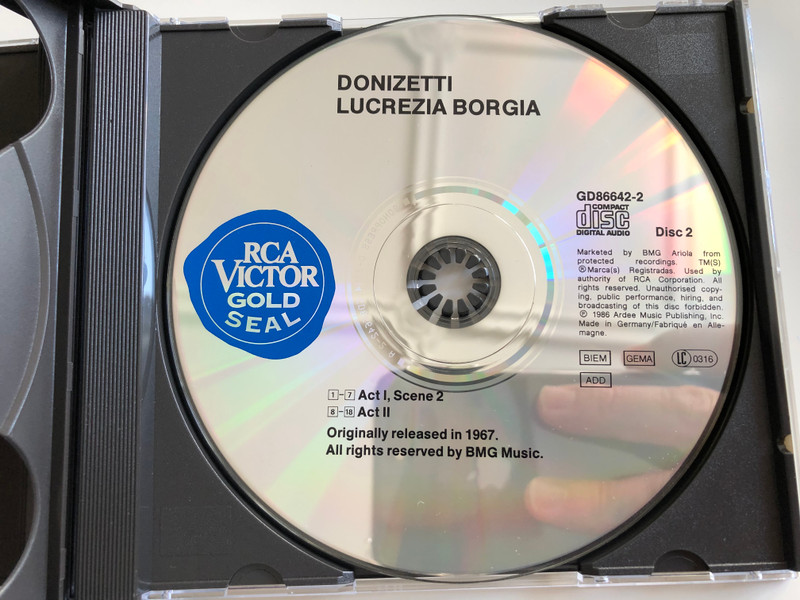 DONIZETTI
LUCREZIA BORGIA
GD86642-2
COMPACT
disc
DIGITAL AUDIO
Disc 2
RCA
VICTOR
GOLD
SEAL
Marketed by BMG Ariola from
protected recordings. TM(S)
®Marca(s) Registradas. Used by
authority of RCA Corporation. All
rights reserved. Unauthorised copy-
ing, public performance, hiring, and
broadcasting of this disc forbidden.
℗ 1986 Ardee Music Publishing, Inc.
Made in Germany/Fabriqué en Alle-
magne.
BIEM GEMA LC 0316
ADD
1-7 Act I, Scene 2
8-18 Act II
Originally released in 1967.
All rights reserved by BMG Music.